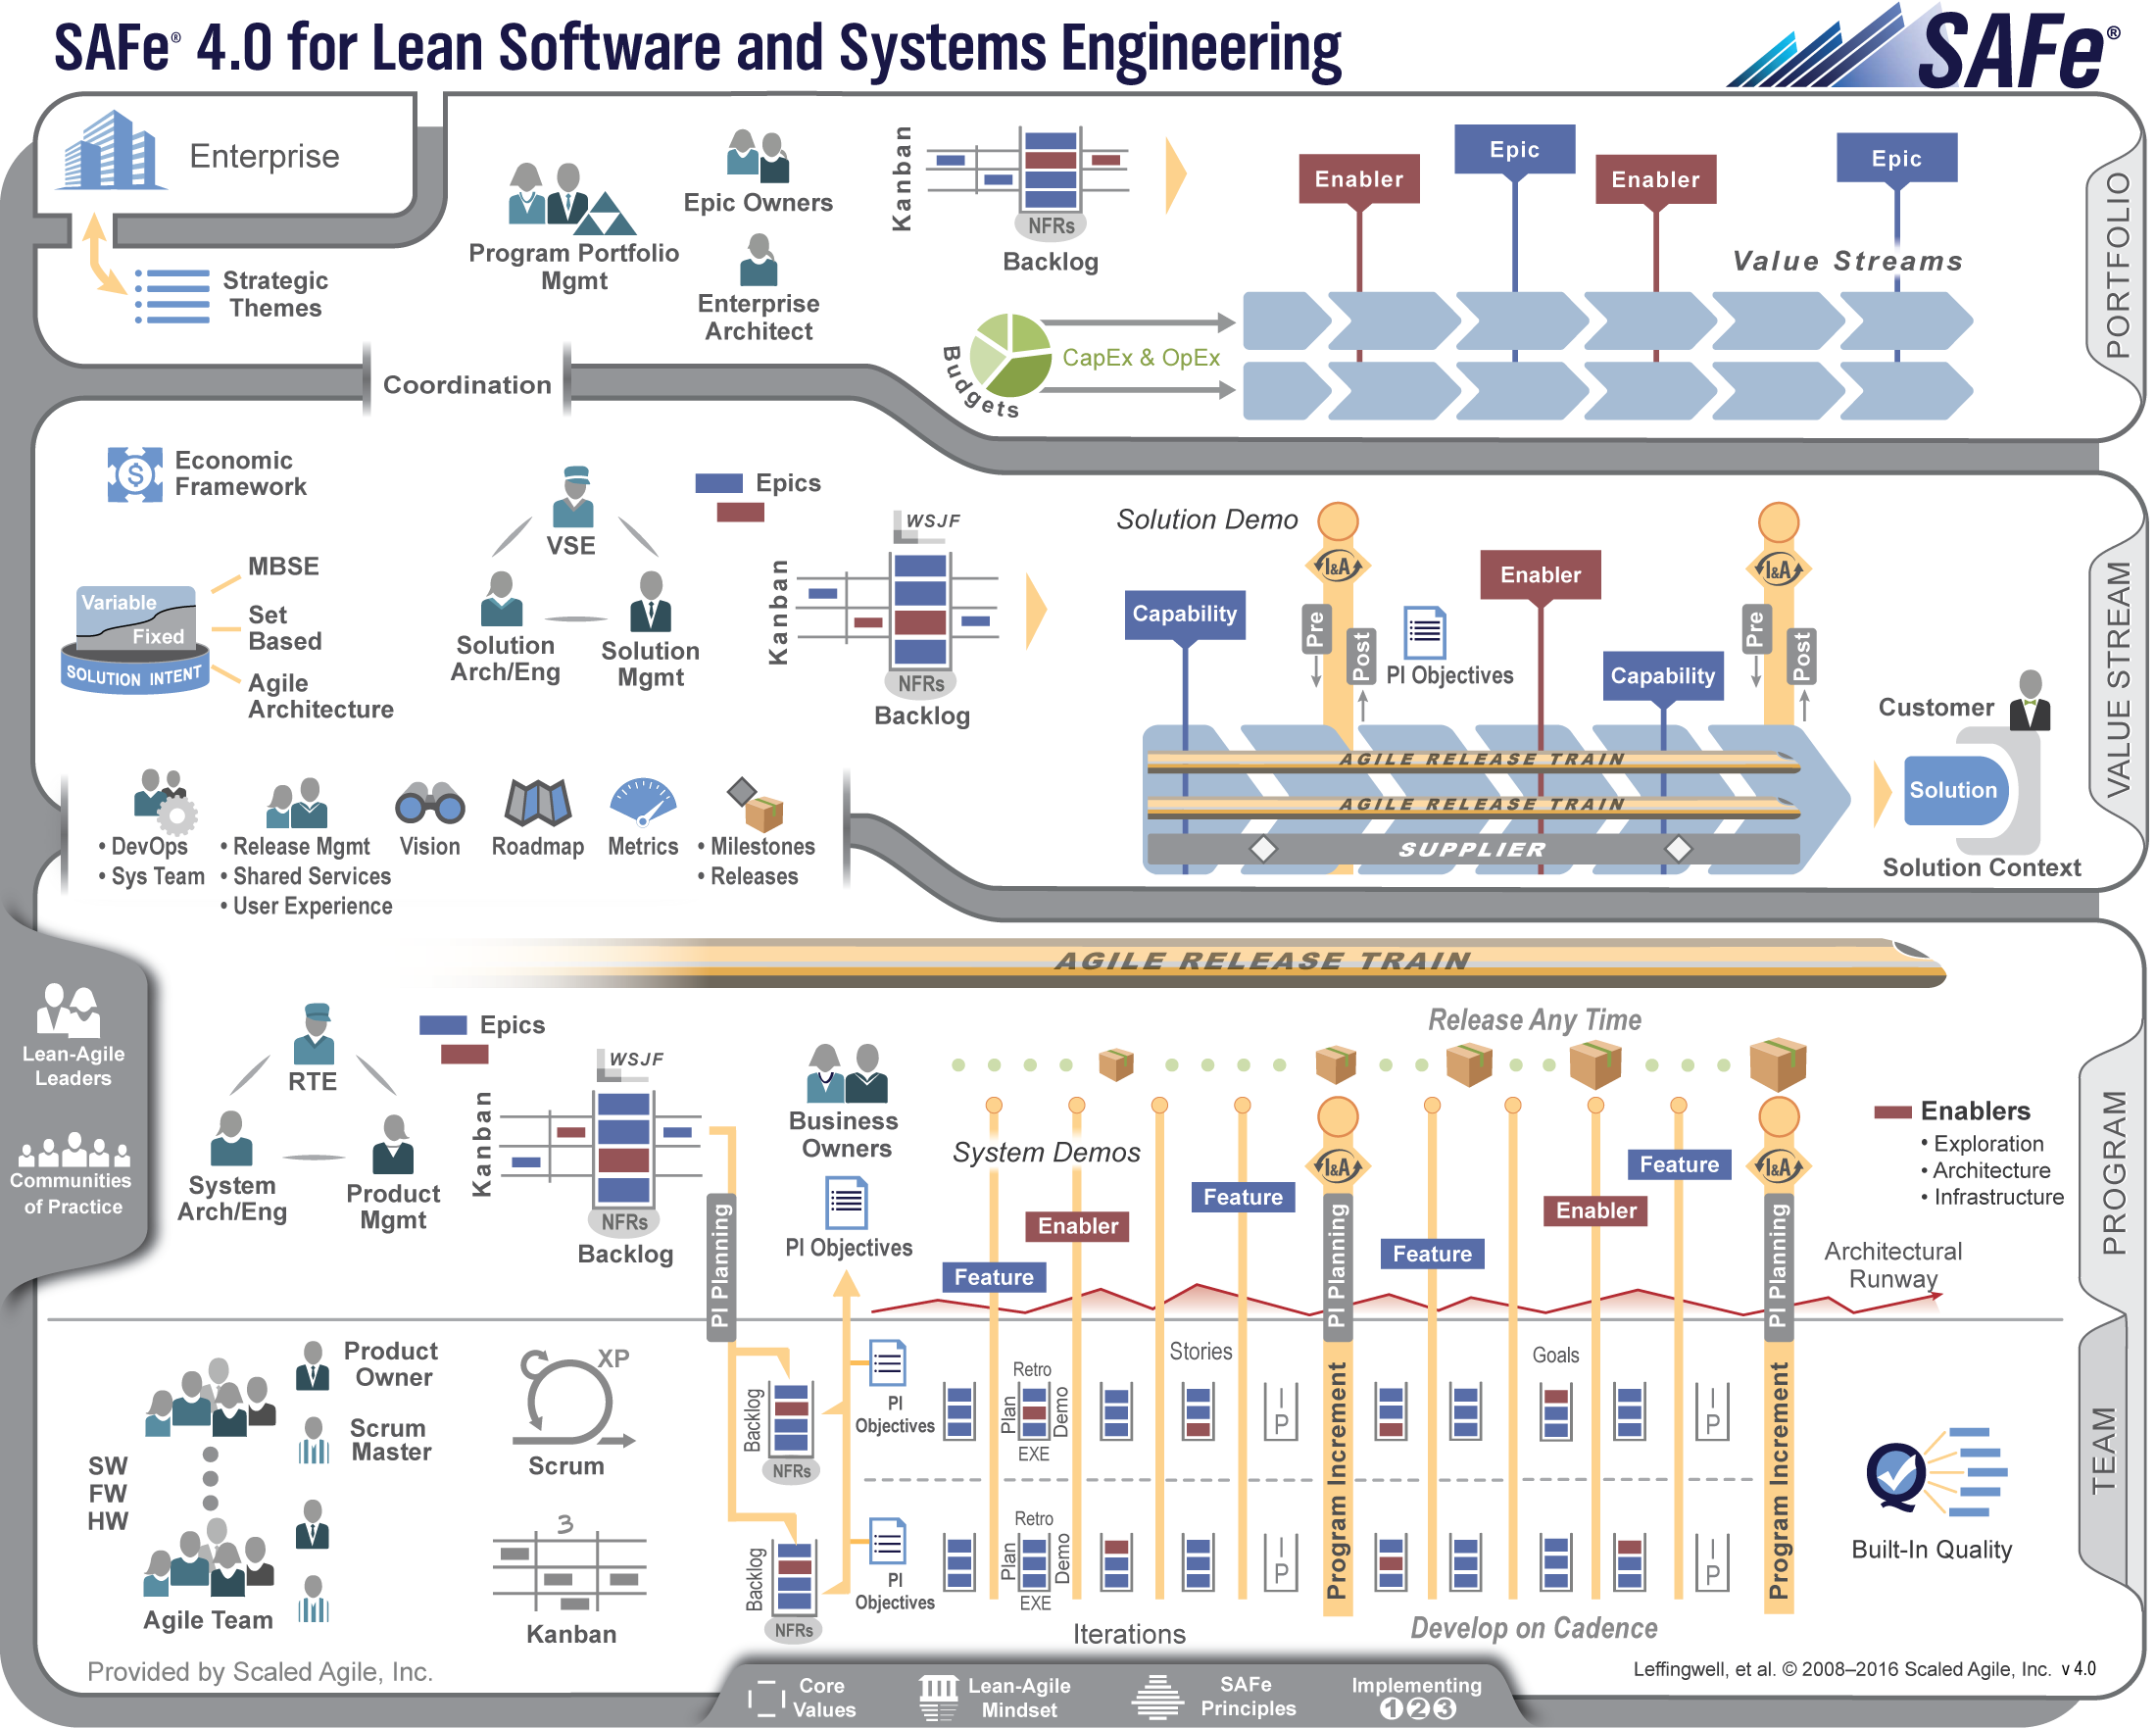 SAFe® 4.0 for Lean Software and Systems Engineering
SAFe®
Enterprise
Strategic
Themes
Program Portfolio
Mgmt
Epic Owners
Enterprise
Architect
Kanban
NFRs
Backlog
Budgets
CapEx & OpEx
Enabler
Epic
Enabler
Epic
Value Streams
PORTFOLIO
Coordination
Economic
Framework
Variable
Fixed
SOLUTION INTENT
MBSE
Set
Based
Agile
Architecture
VSE
Solution
Arch/Eng
Solution
Mgmt
Epics
WSJF
Kanban
NFRs
Backlog
Solution Demo
I&A
Capability
Pre
Post
PI Objectives
Enabler
Capability
I&A
Pre
Post
AGILE RELEASE TRAIN
AGILE RELEASE TRAIN
SUPPLIER
Customer
Solution
Solution Context
VALUE STREAM
• DevOps
• Sys Team
• Release Mgmt
• Shared Services
• User Experience
Vision
Roadmap
Metrics
• Milestones
• Releases
Lean-Agile
Leaders
Communities
of Practice
AGILE RELEASE TRAIN
RTE
System
Arch/Eng
Product
Mgmt
Epics
WSJF
Kanban
NFRs
Backlog
PI Planning
Business
Owners
PI Objectives
Release Any Time
System Demos
Feature
Enabler
Feature
I&A
PI Planning
Feature
Enabler
Feature
I&A
PI Planning
Enablers
• Exploration
• Architecture
• Infrastructure
Architectural
Runway
PROGRAM
SW
FW
HW
Product
Owner
Scrum
Master
Agile Team
XP
Scrum
3
Kanban
Backlog
NFRs
PI
Objectives
Backlog
NFRs
PI
Objectives
Retro
Plan
Demo
EXE
Stories
I
P
Goals
I
P
Retro
Plan
Demo
EXE
I
P
I
P
Program Increment
Program Increment
Iterations
Develop on Cadence
Built-In Quality
TEAM
Provided by Scaled Agile, Inc.
Leffingwell, et al. © 2008–2016 Scaled Agile, Inc. v 4.0
Core
Values
Lean-Agile
Mindset
SAFe
Principles
Implementing
1 2 3